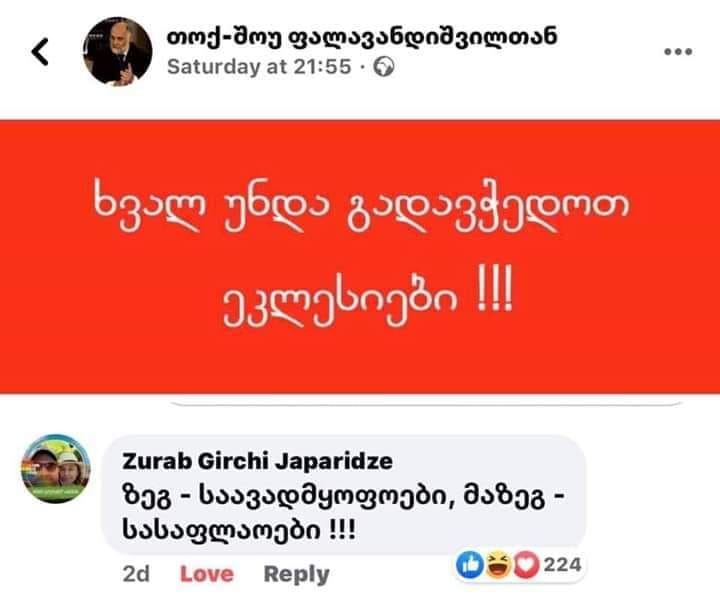 თოქ-შოუ ფალავანდიშვილთან
Saturday at 21:55 ·
ხვალ უნდა გადავჭედოთ
ეკლესიები !!!
Zurab Girchi Japaridze
ზეგ - საავადმყოფოები, მაზეგ -
სასაფლაოები !!!
2d Love Reply 224